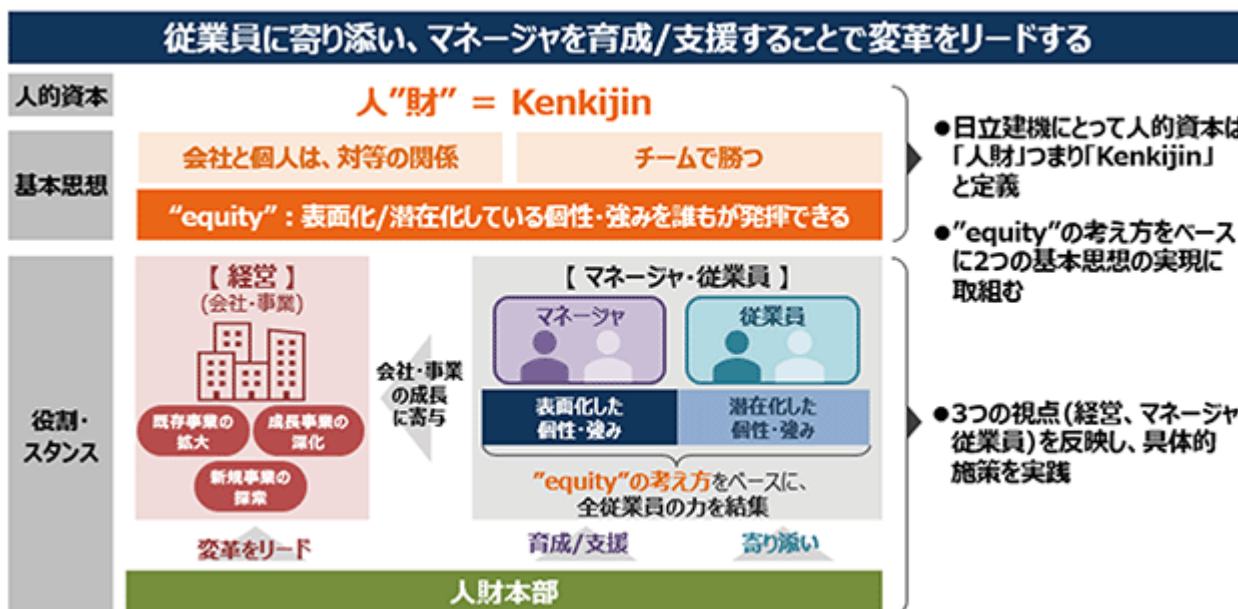 従業員に寄り添い、マネージャを育成/支援することで変革をリードする
人的資本
人”財” = Kenkijin
基本思想
会社と個人は、対等の関係
チームで勝つ
“equity”：表面化/潜在化している個性・強みを誰もが発揮できる
●日立建機にとって人的資本は
「人財」つまり「Kenkijin」
と定義
●”equity”の考え方をベース
に2つの基本思想の実現に
取組む
役割・
スタンス
【 経営 】
(会社・事業)
既存事業の
拡大
成長事業の
深化
新規事業の
探索
会社・事業
の成長
に寄与
【 マネージャ・従業員 】
マネージャ
従業員
表面化した
個性・強み
潜在化した
個性・強み
”equity”の考え方をベースに、
全従業員の力を結集
●3つの視点(経営、マネージャ
従業員)を反映し、具体的
施策を実践
変革をリード
育成/支援
寄り添い
人財本部